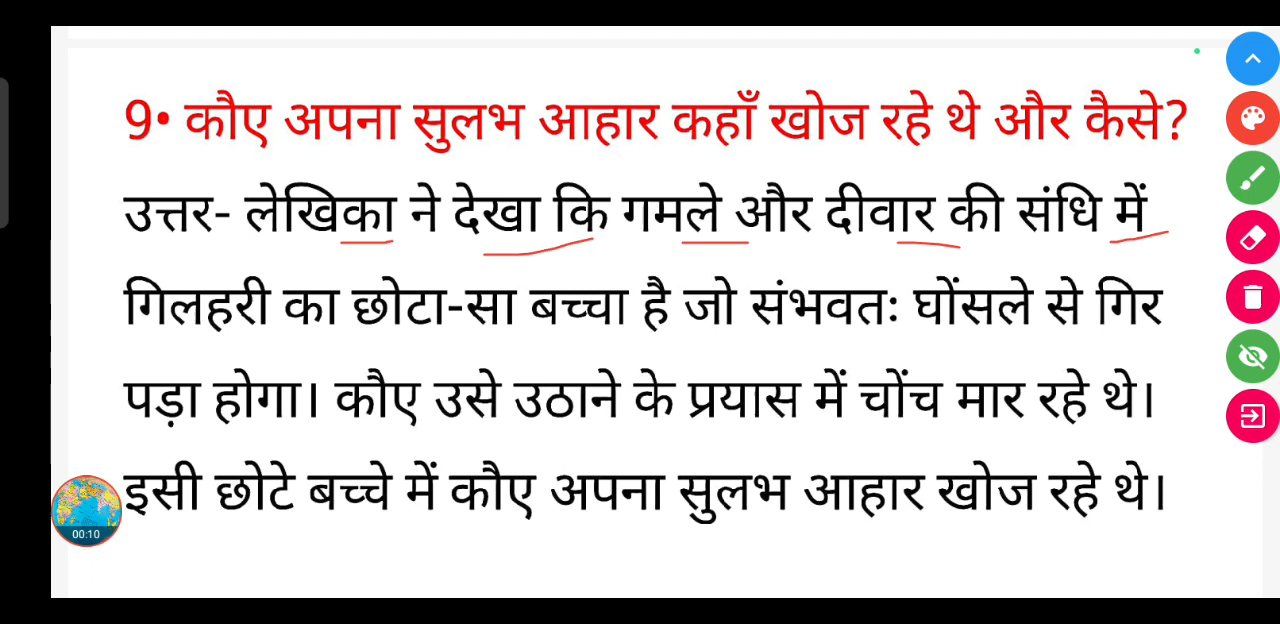 9• कौए अपना सुलभ आहार कहाँ खोज रहे थे और कैसे?
उत्तर- लेखिका ने देखा कि गमले और दीवार की संधि में
गिलहरी का छोटा-सा बच्चा है जो संभवतः घोंसले से गिर
पड़ा होगा। कौए उसे उठाने के प्रयास में चोंच मार रहे थे।
इसी छोटे बच्चे में कौए अपना सुलभ आहार खोज रहे थे।
00:10